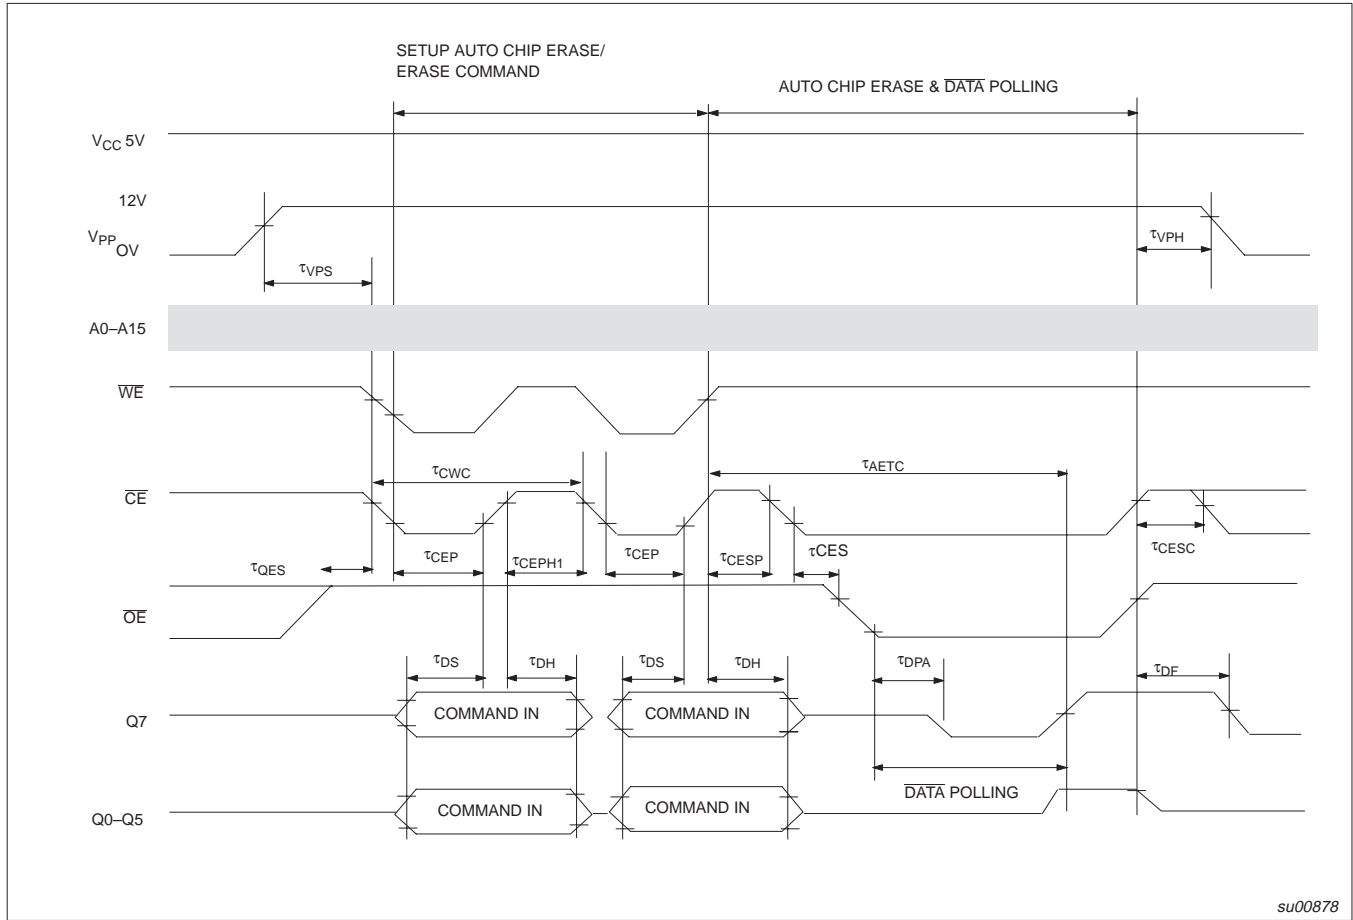 SETUP AUTO CHIP ERASE/
ERASE COMMAND
AUTO CHIP ERASE & DATA POLLING
VCC 5V
12V
VPP OV
τVPS
τVPH
A0–A15
WE
τCWC
τAETC
CE
τCEP
τCEPH1
τCEP
τCESP
τCES
τCESC
τQES
OE
τDS
τDH
τDS
τDH
τDPA
τDF
Q7
COMMAND IN
COMMAND IN
DATA POLLING
Q0–Q5
COMMAND IN
COMMAND IN
su00878